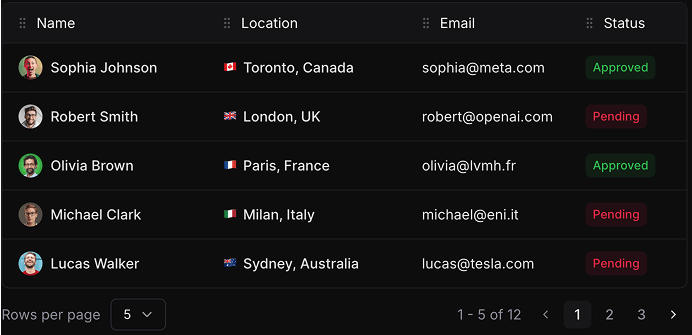 Name Location Email Status
Sophia Johnson Toronto, Canada sophia@meta.com Approved
Robert Smith London, UK robert@openai.com Pending
Olivia Brown Paris, France olivia@lvmh.fr Approved
Michael Clark Milan, Italy michael@eni.it Pending
Lucas Walker Sydney, Australia lucas@tesla.com Pending
Rows per page 5 1 - 5 of 12 1 2 3